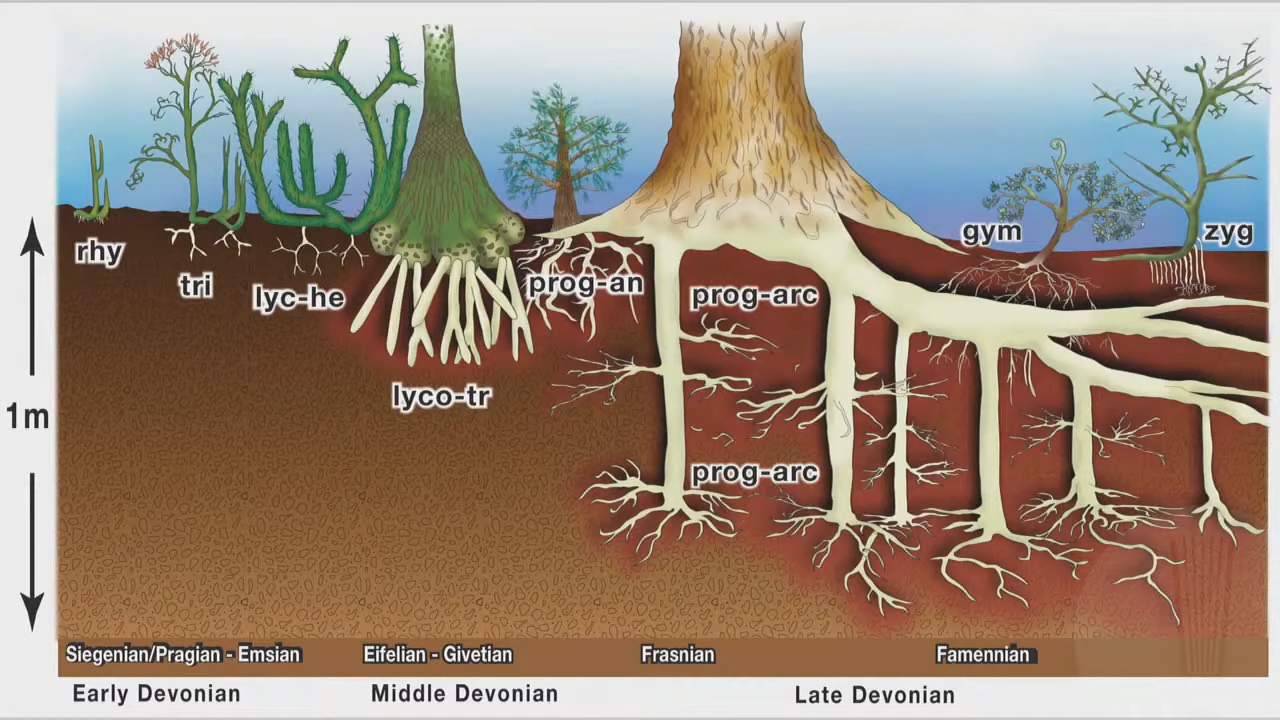 rhy
tri
lyc-he
lyco-tr
prog-an
prog-arc
prog-arc
gym
zyg
1m
Siegenian/Pragian - Emsian
Eifelian - Givetian
Frasnian
Famennian
Early Devonian
Middle Devonian
Late Devonian